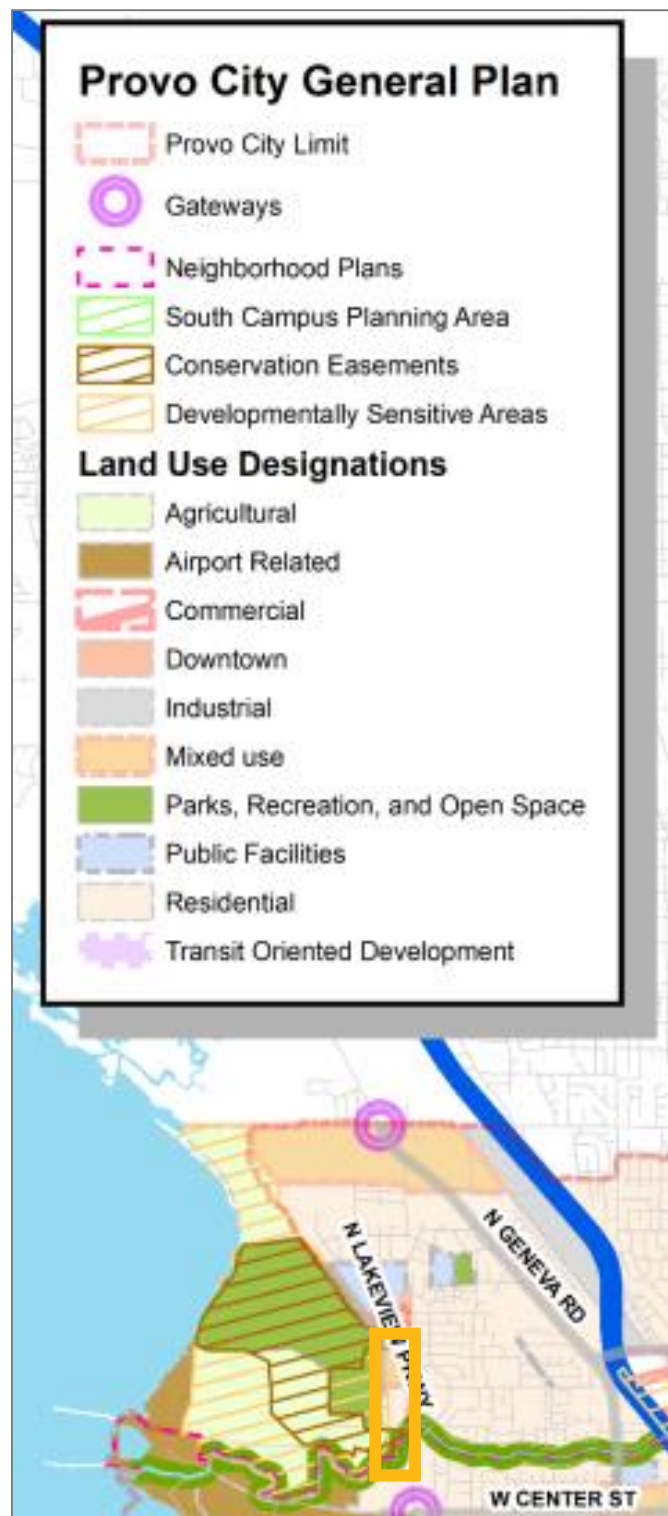 Provo City General Plan
Provo City Limit
Gateways
Neighborhood Plans
South Campus Planning Area
Conservation Easements
Developmentally Sensitive Areas
Land Use Designations
Agricultural
Airport Related
Commercial
Downtown
Industrial
Mixed use
Parks, Recreation, and Open Space
Public Facilities
Residential
Transit Oriented Development
N LAKEVIEW PKWY
N GENEVA RD
W CENTER ST